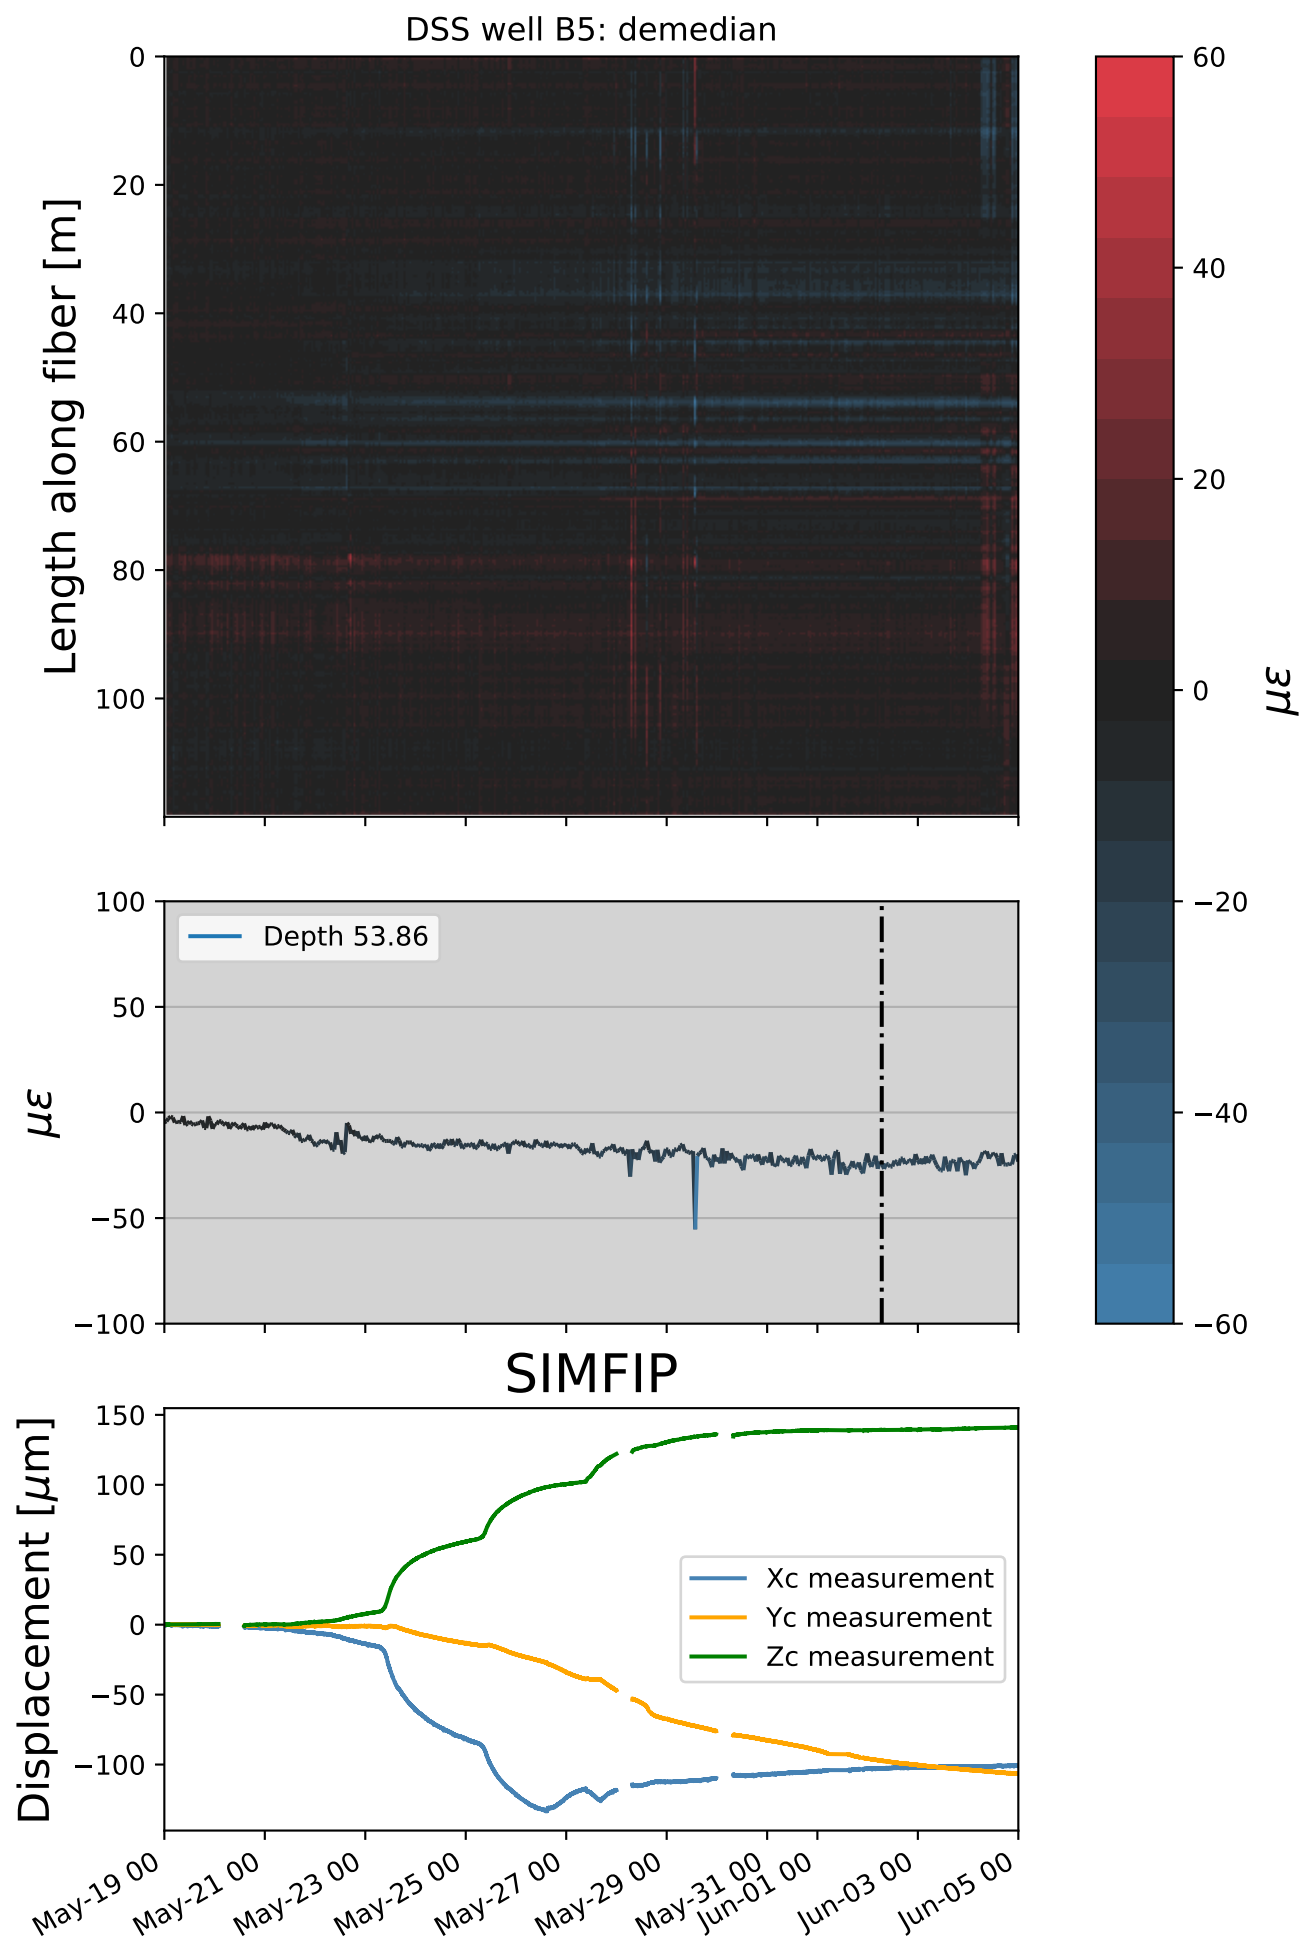 DSS well B5: demedian
0
20
40
60
80
100
Length along fiber [m]
60
40
20
0
−20
−40
−60
με
100
50
0
−50
−100
με
Depth 53.86
SIMFIP
150
100
50
0
−50
−100
Displacement [μm]
Xc measurement
Yc measurement
Zc measurement
May-19 00
May-21 00
May-23 00
May-25 00
May-27 00
May-29 00
May-31 00
Jun-01 00
Jun-03 00
Jun-05 00